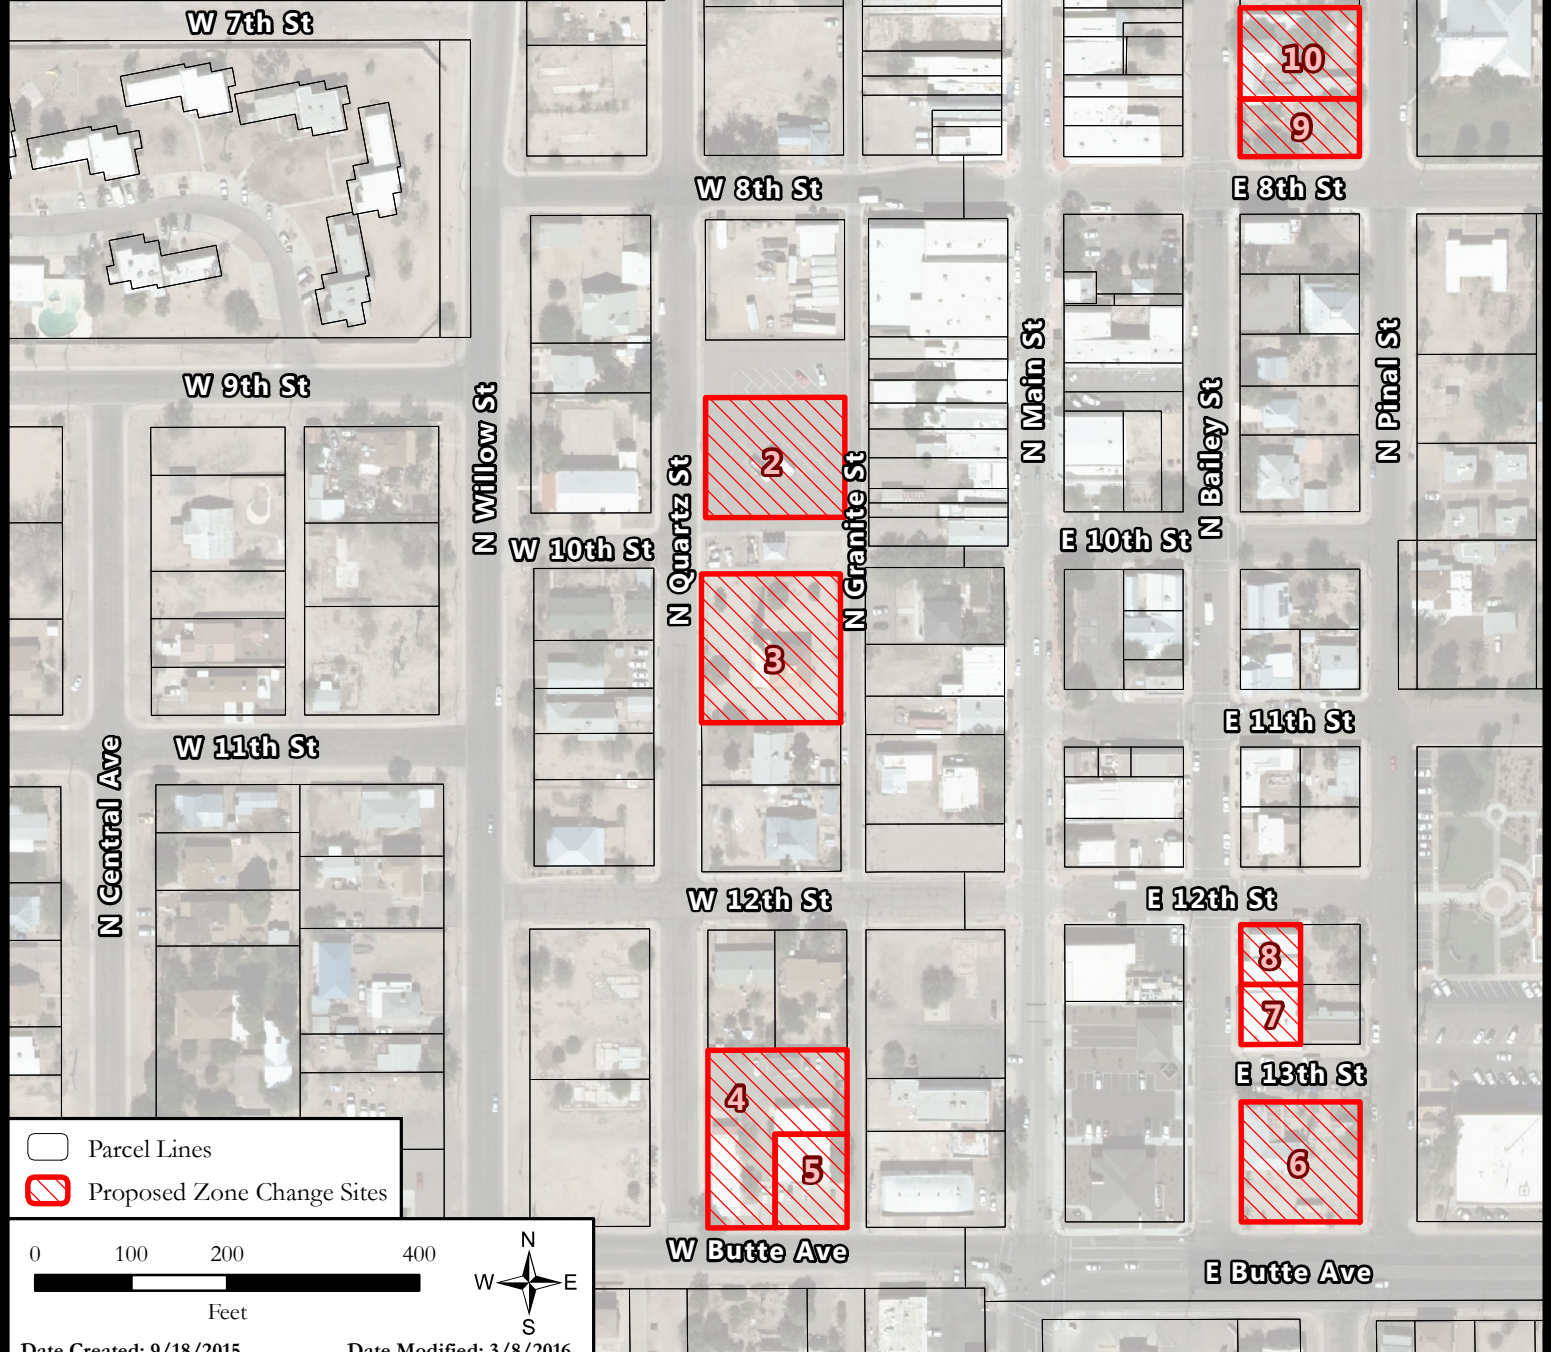 W 7th St
10
9
W 8th St
E 8th St
W 9th St
N Willow St
N Quartz St
2
N Granite St
N Main St
N Bailey St
N Pinal St
W 10th St
E 10th St
3
N Central Ave
W 11th St
E 11th St
W 12th St
E 12th St
8
7
E 13th St
4
5
6
W Butte Ave
E Butte Ave
Parcel Lines
Proposed Zone Change Sites
0 100 200 400
Feet
N
W E
S
Date Created: 9/18/2015 Date Modified: 3/8/2016